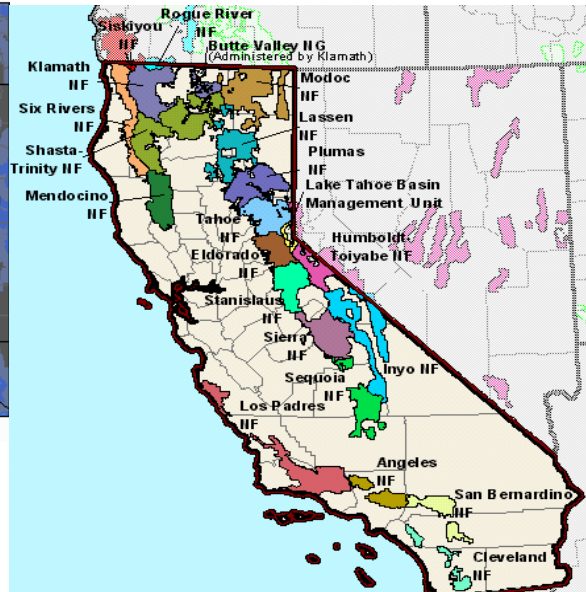 Rogue River
NF
Siskiyou
NF
Butte Valley NG
(Administered by Klamath)
Klamath
NF
Modoc
NF
Six Rivers
NF
Lassen
NF
Shasta-
Trinity NF
Plumas
NF
Mendocino
NF
Lake Tahoe Basin
Management Unit
Tahoe
NF
Humboldt-
Toiyabe NF
Eldorado
NF
Stanislaus
NF
Sierra
NF
Inyo NF
Sequoia
NF
Los Padres
NF
Angeles
NF
San Bernardino
NF
Cleveland
NF